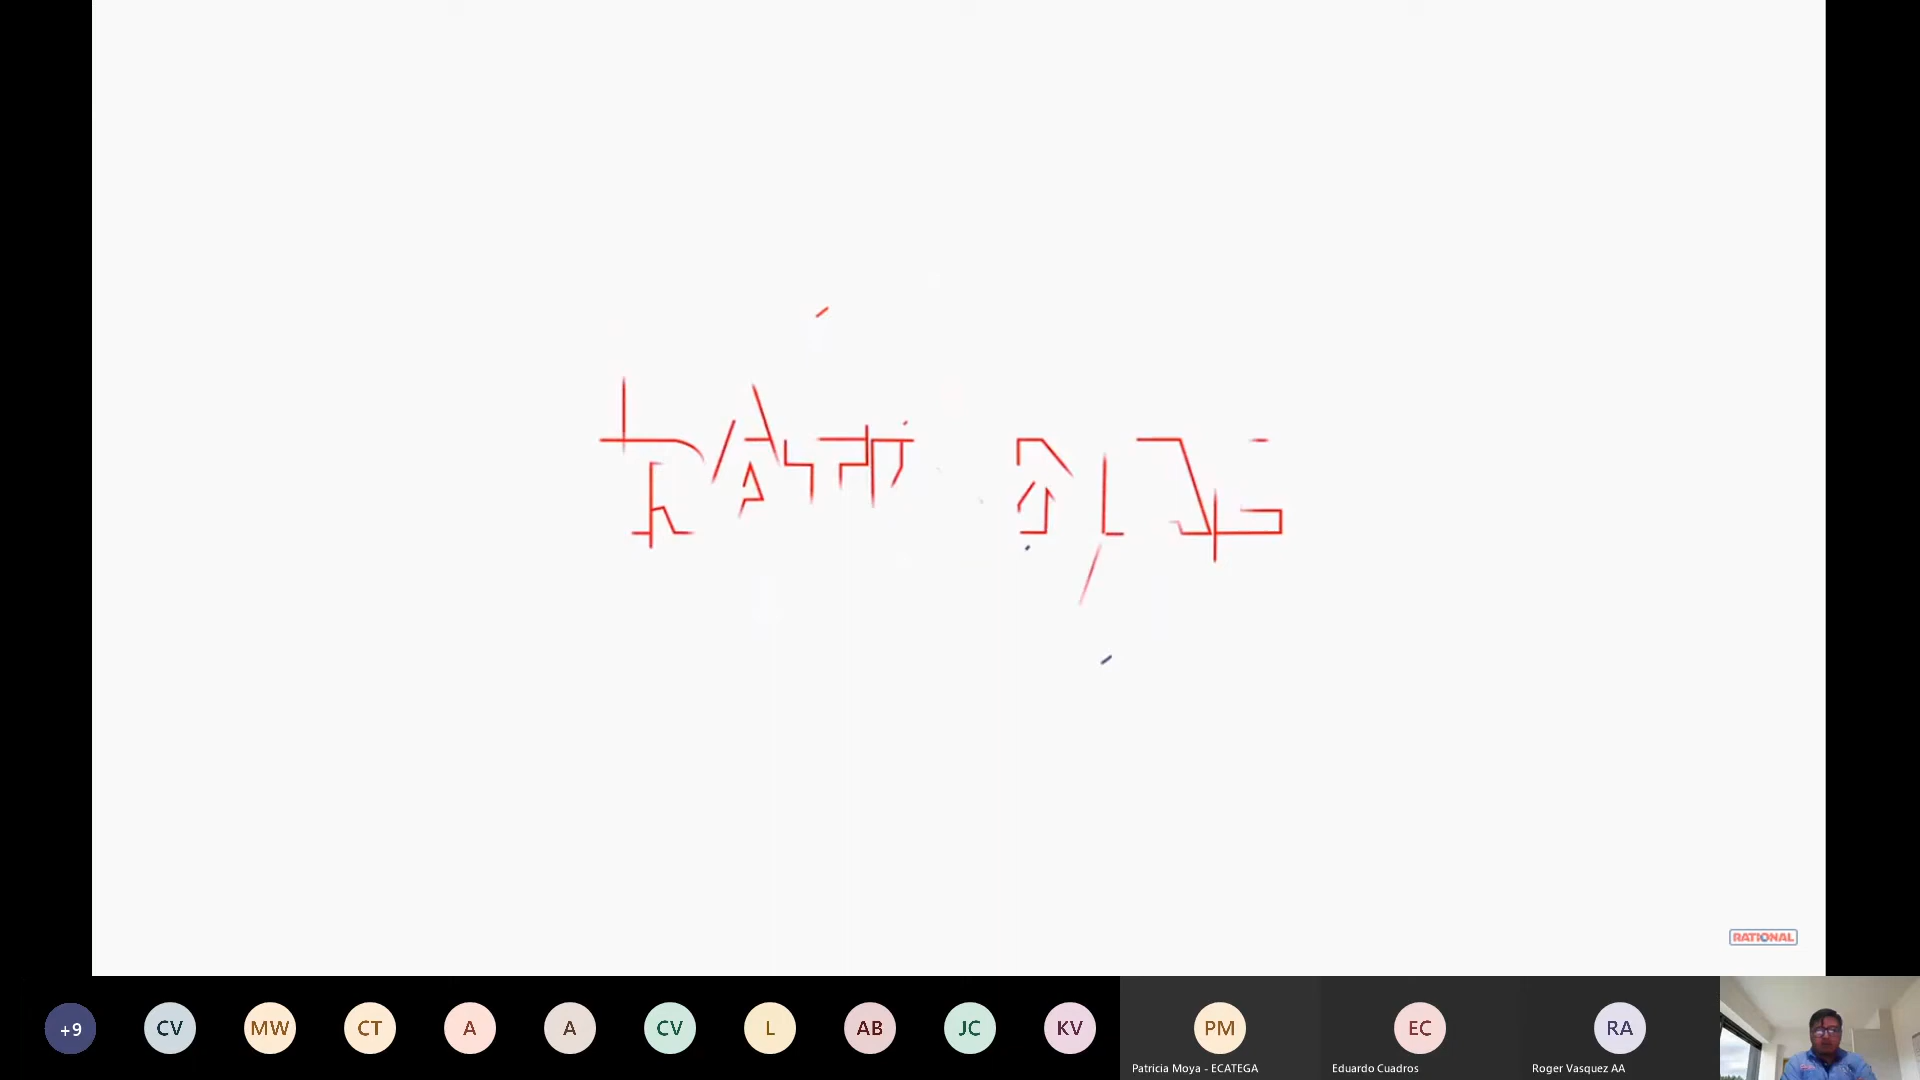 RATIONAL
+9 CV MW CT A A CV L AB JC KV PM EC RA
Patricia Moya - ECATEGA Eduardo Cuadros Roger Vasquez AA